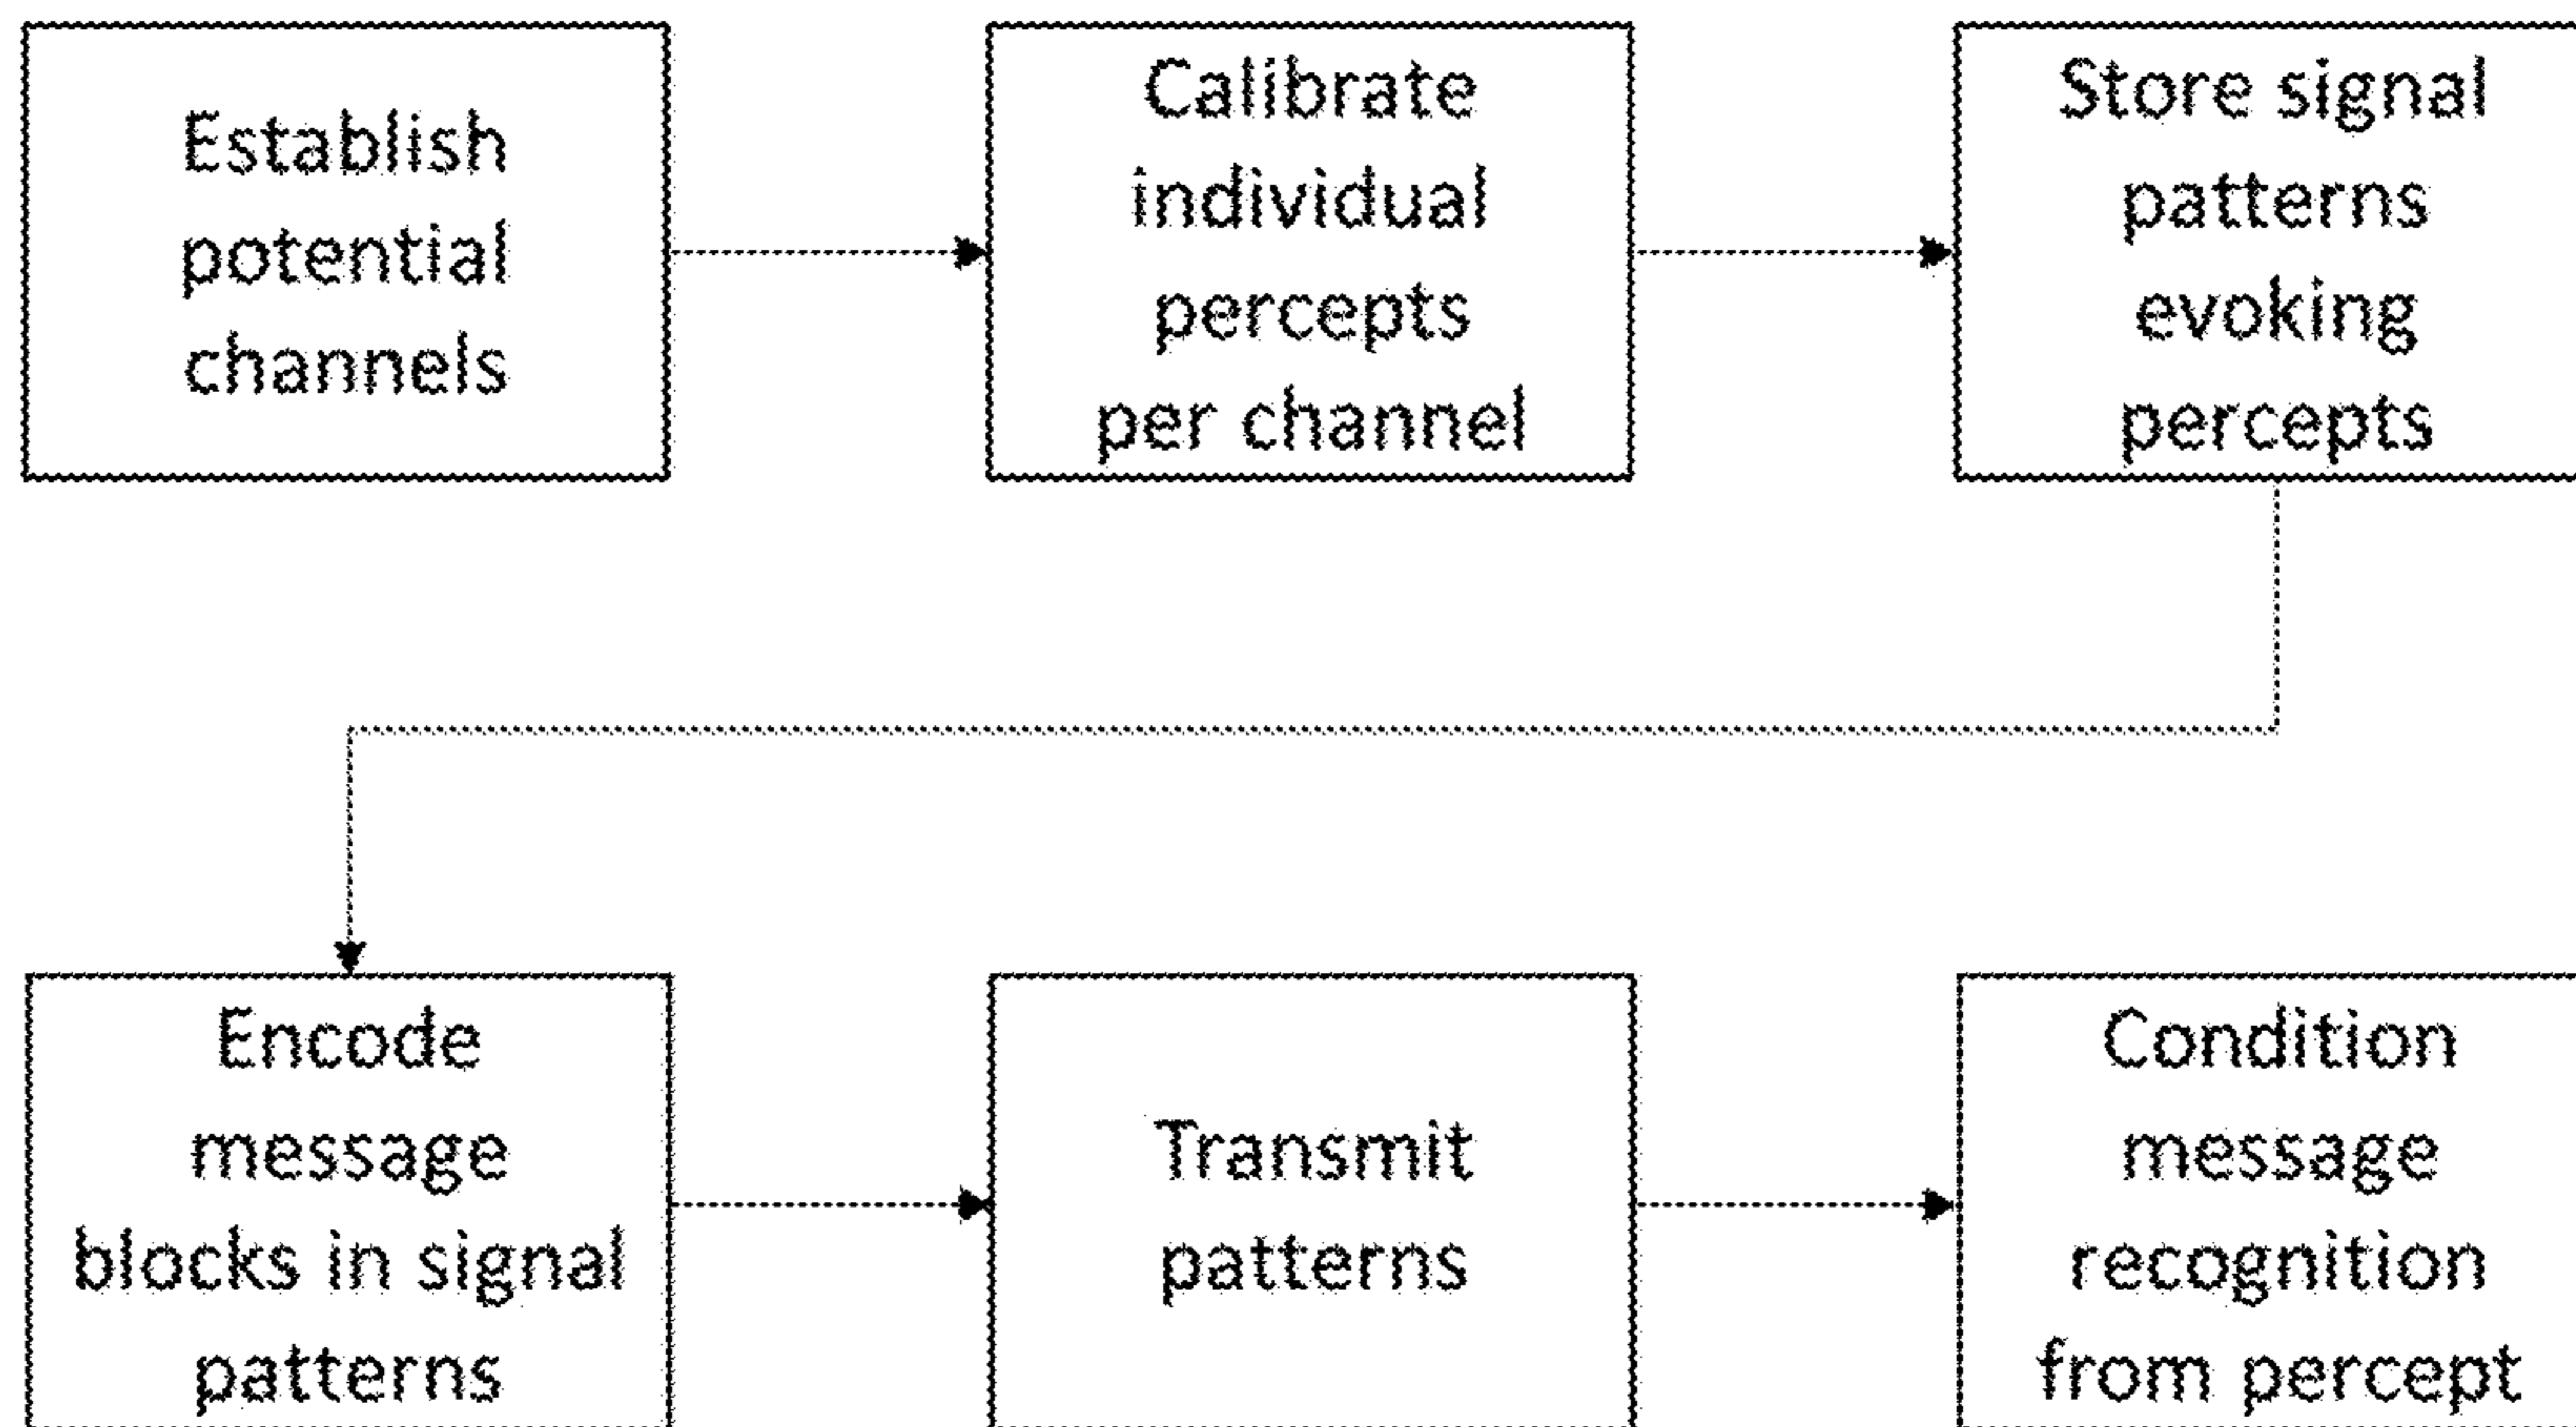 Establish
potential
channels
Calibrate
individual
percepts
per channel
Store signal
patterns
evoking
percepts
Encode
message
blocks in signal
patterns
Transmit
patterns
Condition
message
recognition
from percept